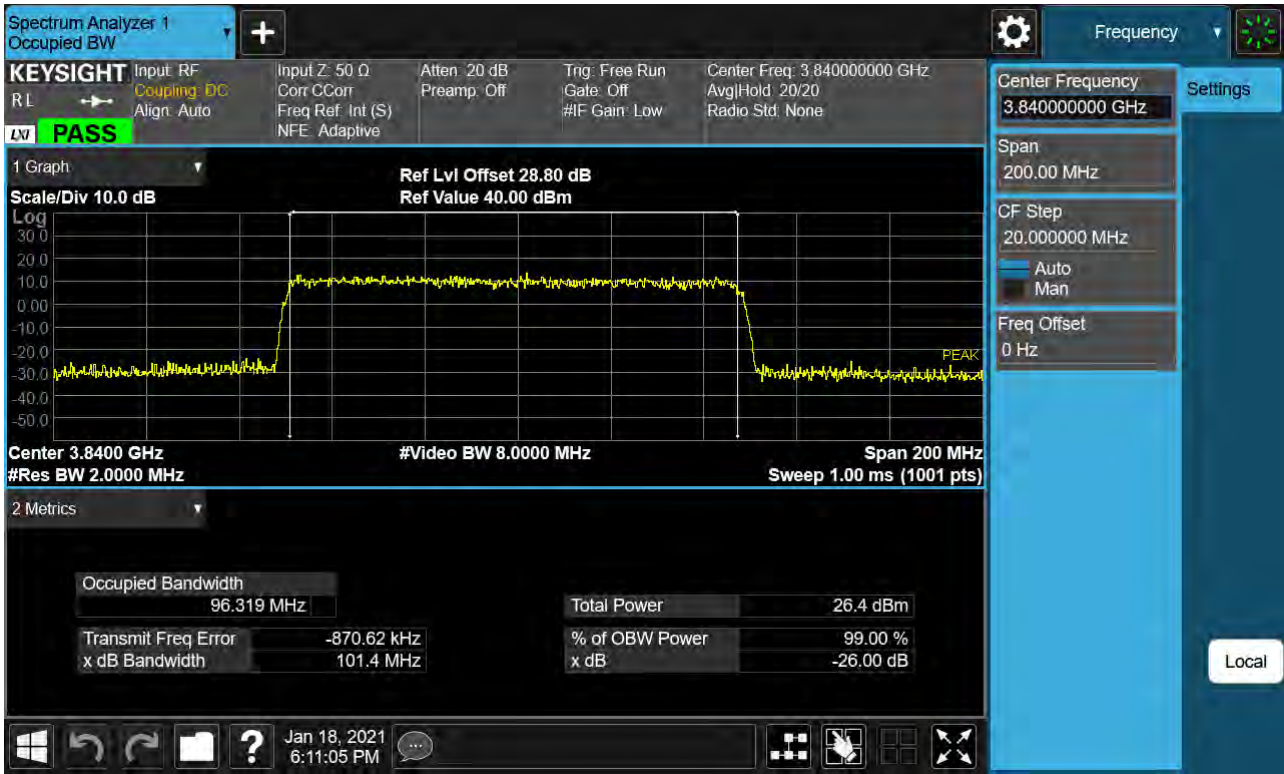 Spectrum Analyzer 1
Occupied BW
+
Frequency
KEYSIGHT
RL
LXI
PASS
Input: RF
Coupling: DC
Align: Auto
Input Z: 50 Ω
Corr CCorr
Freq Ref: Int (S)
NFE: Adaptive
Atten: 20 dB
Preamp: Off
Trig: Free Run
Gate: Off
#IF Gain: Low
Center Freq: 3.840000000 GHz
Avg|Hold: 20/20
Radio Std: None
Center Frequency
3.840000000 GHz
Settings
Span
200.00 MHz
CF Step
20.000000 MHz
Auto
Man
Freq Offset
0 Hz
Local
1 Graph
Scale/Div 10.0 dB
Ref Lvl Offset 28.80 dB
Ref Value 40.00 dBm
Log
30.0
20.0
10.0
0.00
-10.0
-20.0
-30.0
-40.0
-50.0
PEAK
Center 3.8400 GHz
#Video BW 8.0000 MHz
Span 200 MHz
#Res BW 2.0000 MHz
Sweep 1.00 ms (1001 pts)
2 Metrics
Occupied Bandwidth
96.319 MHz
Total Power 26.4 dBm
Transmit Freq Error -870.62 kHz
% of OBW Power 99.00 %
x dB Bandwidth 101.4 MHz
x dB -26.00 dB
?
Jan 18, 2021
6:11:05 PM